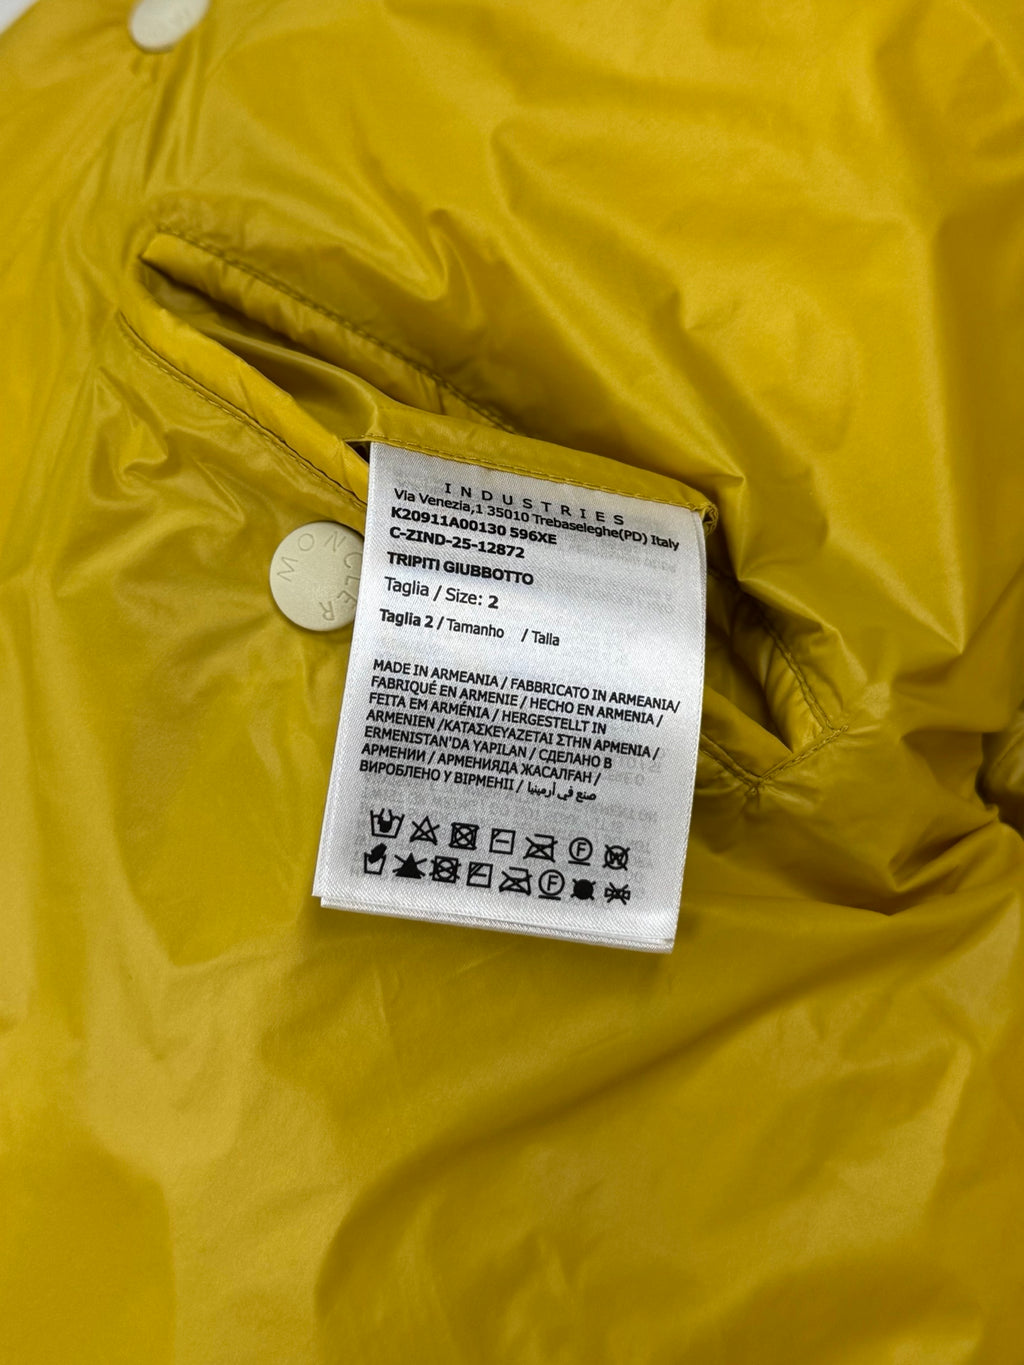 INDUSTRIES
Via Venezia,1 35010 Trebaseleghe(PD) Italy
K20911A00130 596XE
C-ZIND-25-12872
TRIPITI GIUBBOTTO
Taglia / Size: 2
Taglia 2 / Tamanho / Talla
MADE IN ARMEANIA / FABBRICATO IN ARMEANIA/
FABRIQUÉ EN ARMENIE / HECHO EN ARMENIA /
FEITA EM ARMÉNIA / HERGESTELLT IN
ARMENIEN /ΚΑΤΑΣΚΕΥΑΖΕΤΑΙ ΣΤΗΝ ΑΡΜΕΝΙΑ /
ERMENISTAN'DA YAPILAN / СДЕЛАНО В
АРМЕНИИ / АРМЕНИЯДА ЖАСАЛҒАН /
ВИРОБЛЕНО У ВІРМЕНІЇ / صنع في أرمينيا
F
F
MONCLER